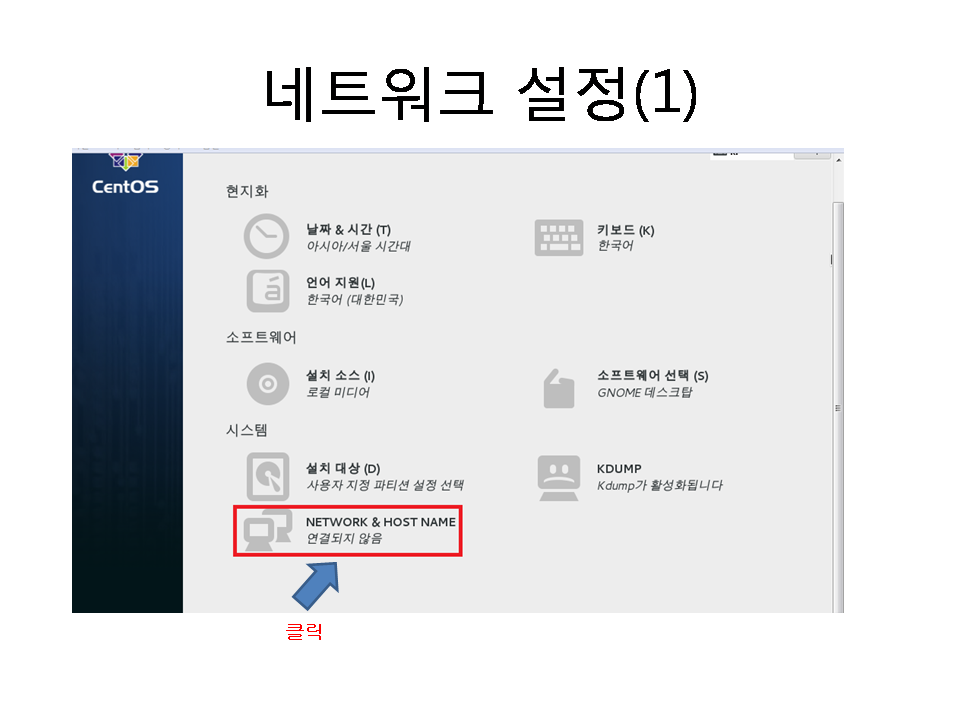 네트워크 설정(1)
CentOS
현지화
날짜 & 시간 (T)
아시아/서울 시간대
키보드 (K)
한국어
언어 지원(L)
한국어 (대한민국)
소프트웨어
설치 소스 (I)
로컬 미디어
소프트웨어 선택 (S)
GNOME 데스크탑
시스템
설치 대상 (D)
사용자 지정 파티션 설정 선택
KDUMP
Kdump가 활성화됩니다
NETWORK & HOST NAME
연결되지 않음
클릭